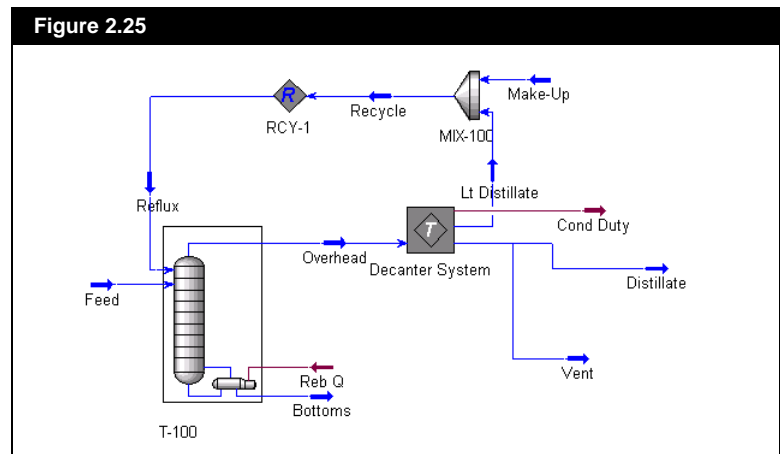 Figure 2.25
Make-Up
R
Recycle
RCY-1
MIX-100
Reflux
Lt Distillate
Cond Duty
T
Overhead
Decanter System
Distillate
Feed
Vent
Reb Q
Bottoms
T-100